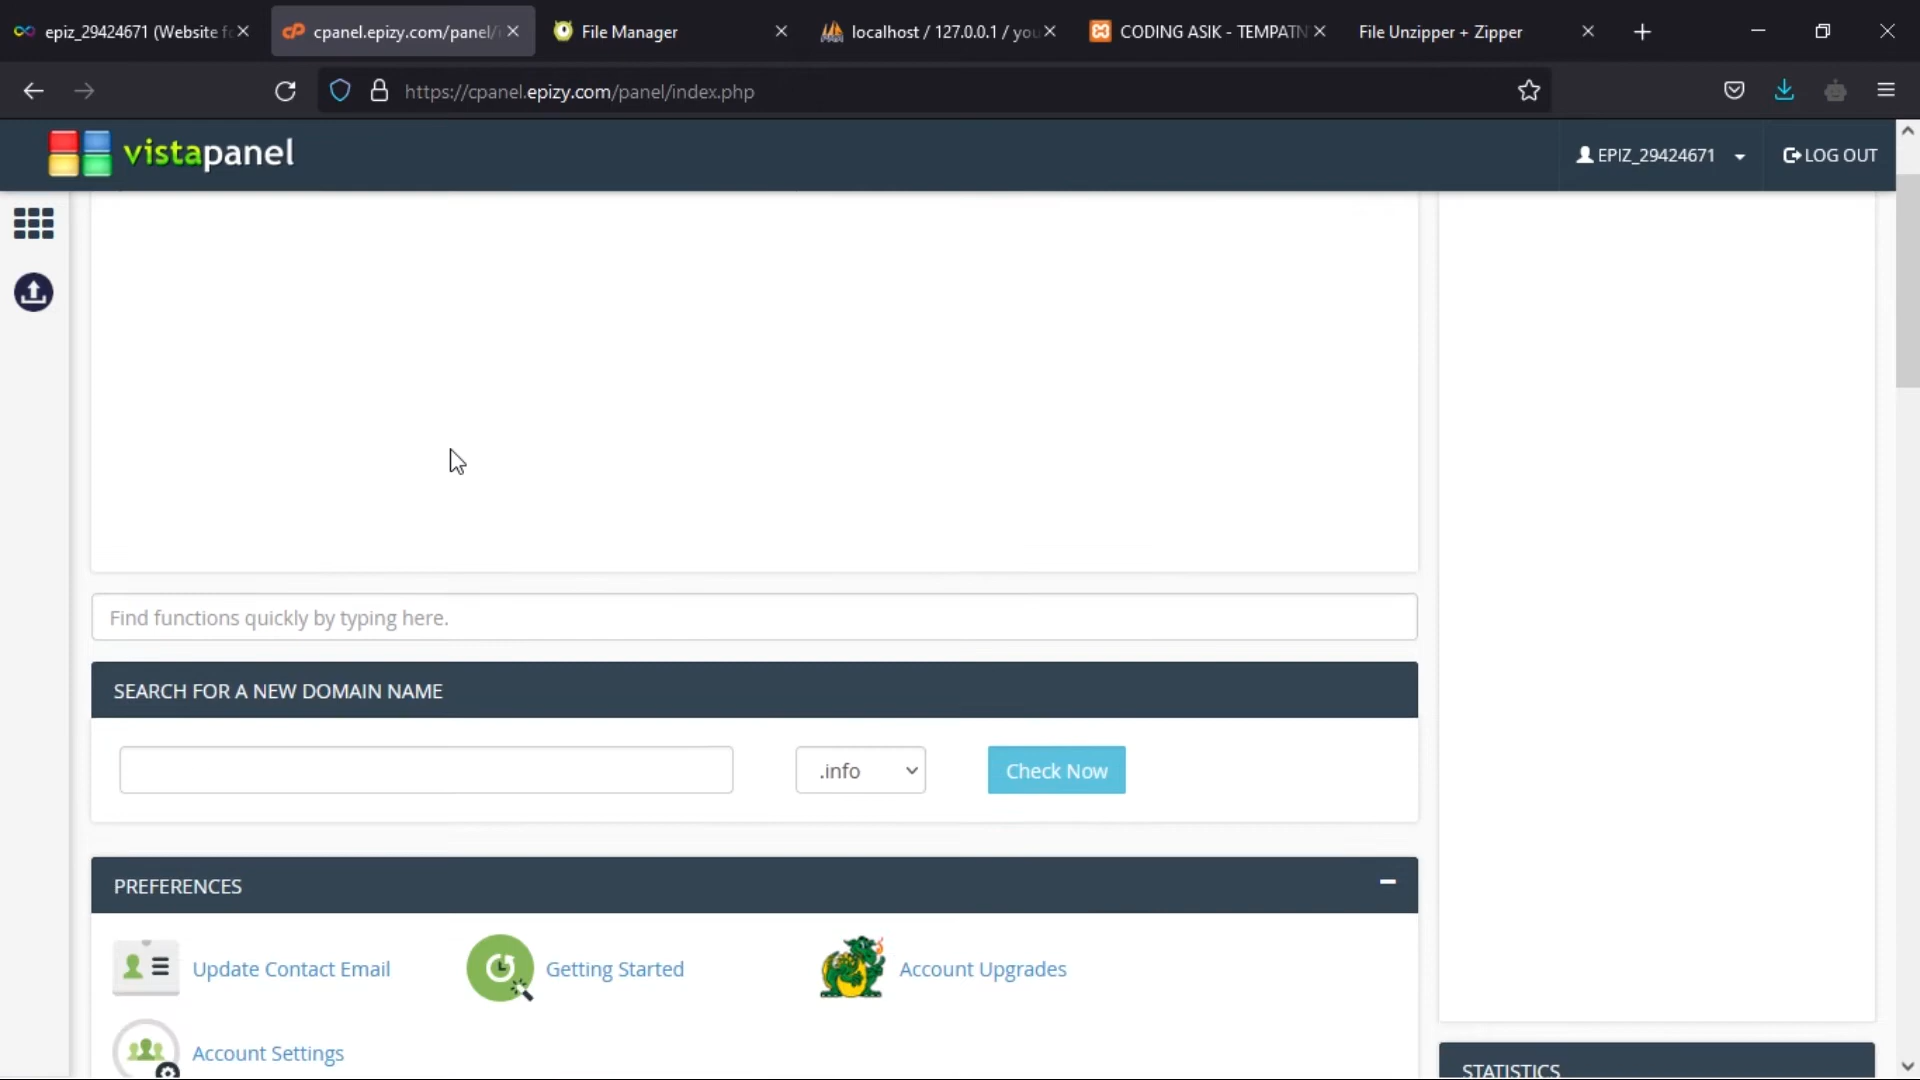 epiz_29424671 (Website fo
cpanel.epizy.com/panel/i
File Manager
localhost / 127.0.0.1 / you
CODING ASIK - TEMPATN
File Unzipper + Zipper
https://cpanel.epizy.com/panel/index.php
vistapanel
EPIZ_29424671
LOG OUT
Find functions quickly by typing here.
SEARCH FOR A NEW DOMAIN NAME
.info
Check Now
PREFERENCES
Update Contact Email
Getting Started
Account Upgrades
Account Settings
STATISTICS